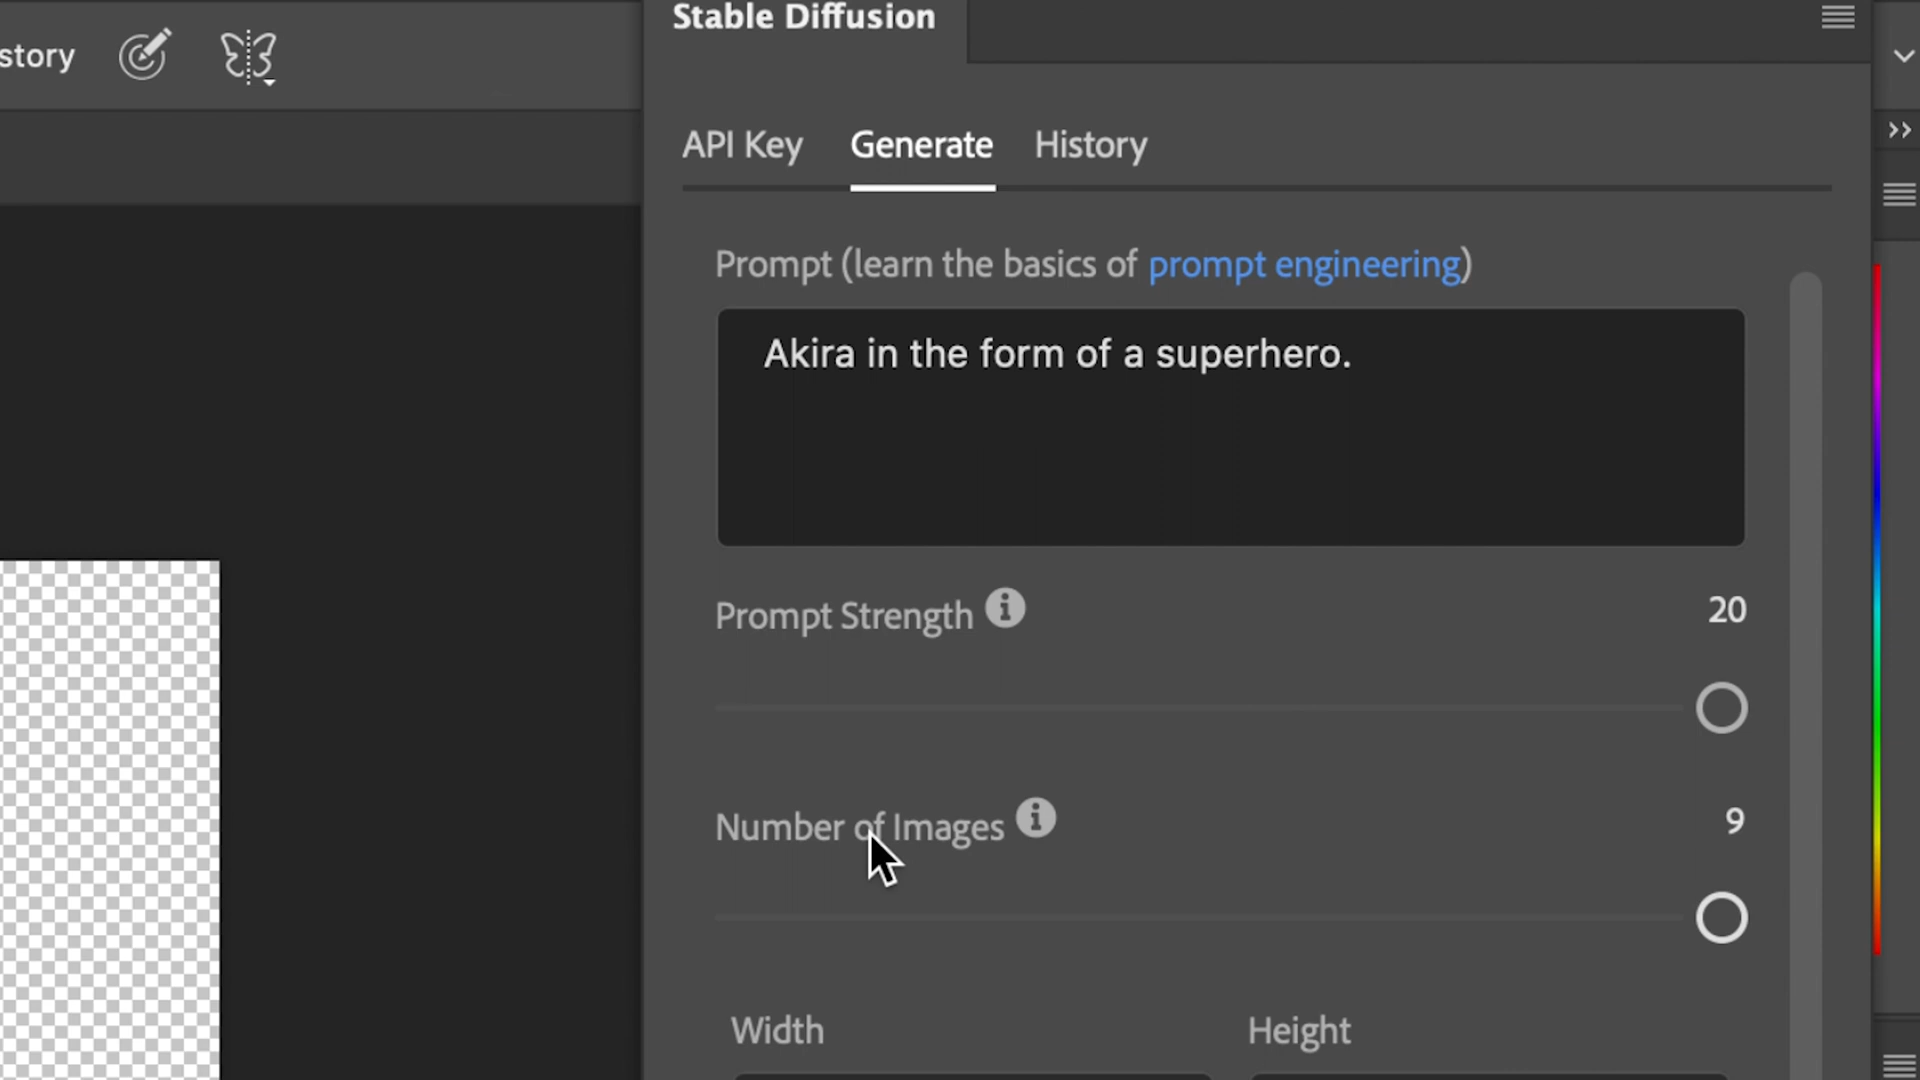 Stable Diffusion
story
API Key Generate History
Prompt (learn the basics of prompt engineering)
Akira in the form of a superhero.
Prompt Strength 20
Number of Images 9
Width Height